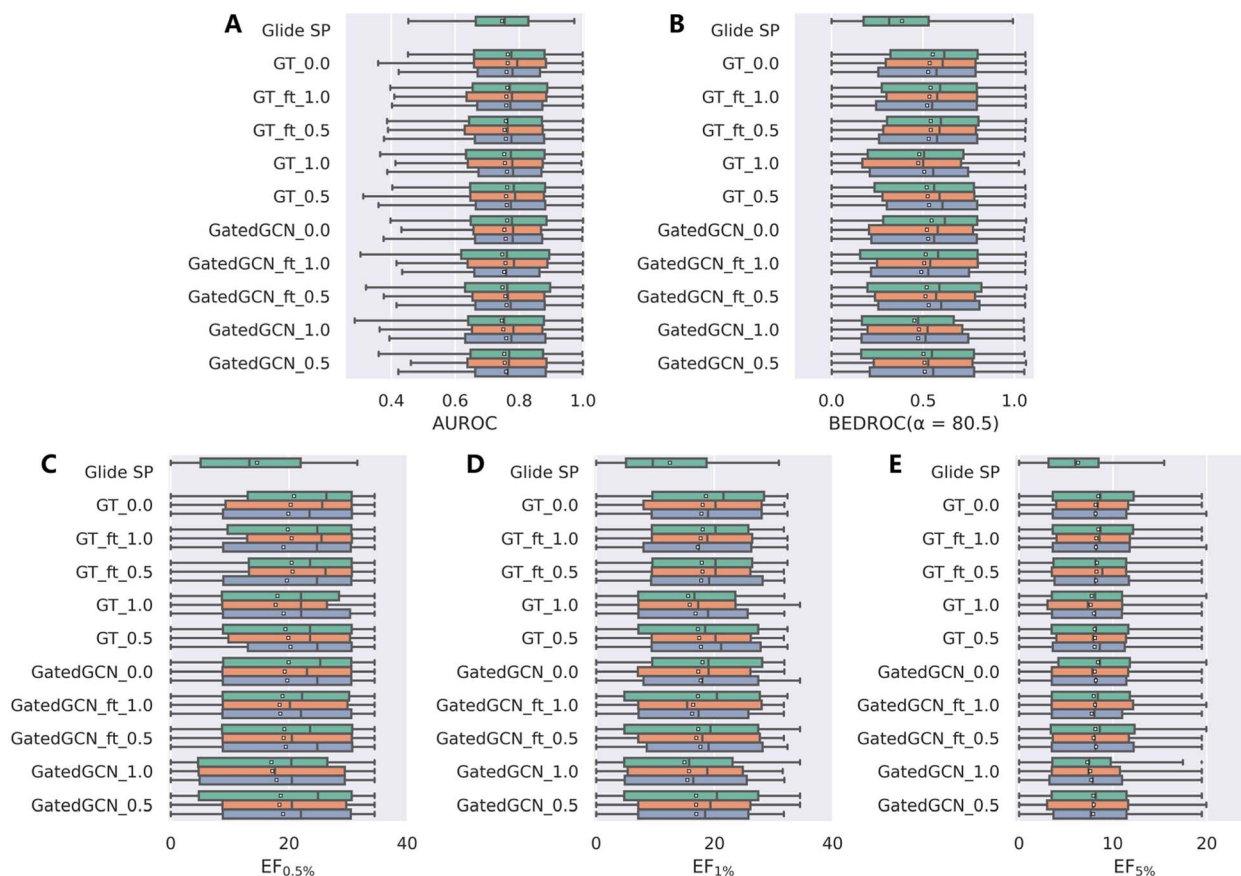 A
Glide SP
GT_0.0
GT_ft_1.0
GT_ft_0.5
GT_1.0
GT_0.5
GatedGCN_0.0
GatedGCN_ft_1.0
GatedGCN_ft_0.5
GatedGCN_1.0
GatedGCN_0.5
0.4 0.6 0.8 1.0
AUROC
B
Glide SP
GT_0.0
GT_ft_1.0
GT_ft_0.5
GT_1.0
GT_0.5
GatedGCN_0.0
GatedGCN_ft_1.0
GatedGCN_ft_0.5
GatedGCN_1.0
GatedGCN_0.5
0.0 0.5 1.0
BEDROC(α = 80.5)
C
Glide SP
GT_0.0
GT_ft_1.0
GT_ft_0.5
GT_1.0
GT_0.5
GatedGCN_0.0
GatedGCN_ft_1.0
GatedGCN_ft_0.5
GatedGCN_1.0
GatedGCN_0.5
0 20 40
EF0.5%
D
Glide SP
GT_0.0
GT_ft_1.0
GT_ft_0.5
GT_1.0
GT_0.5
GatedGCN_0.0
GatedGCN_ft_1.0
GatedGCN_ft_0.5
GatedGCN_1.0
GatedGCN_0.5
0 20 40
EF1%
E
Glide SP
GT_0.0
GT_ft_1.0
GT_ft_0.5
GT_1.0
GT_0.5
GatedGCN_0.0
GatedGCN_ft_1.0
GatedGCN_ft_0.5
GatedGCN_1.0
GatedGCN_0.5
0 10 20
EF5%